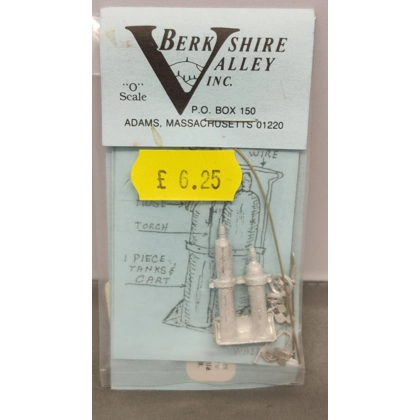 BERKSHIRE
VALLEY
INC.
"O"
Scale
P.O. BOX 150
ADAMS, MASSACHUSETTS 01220
WIRE
£ 6.25
HOSE
TORCH
1 PIECE
TANKS &
CART